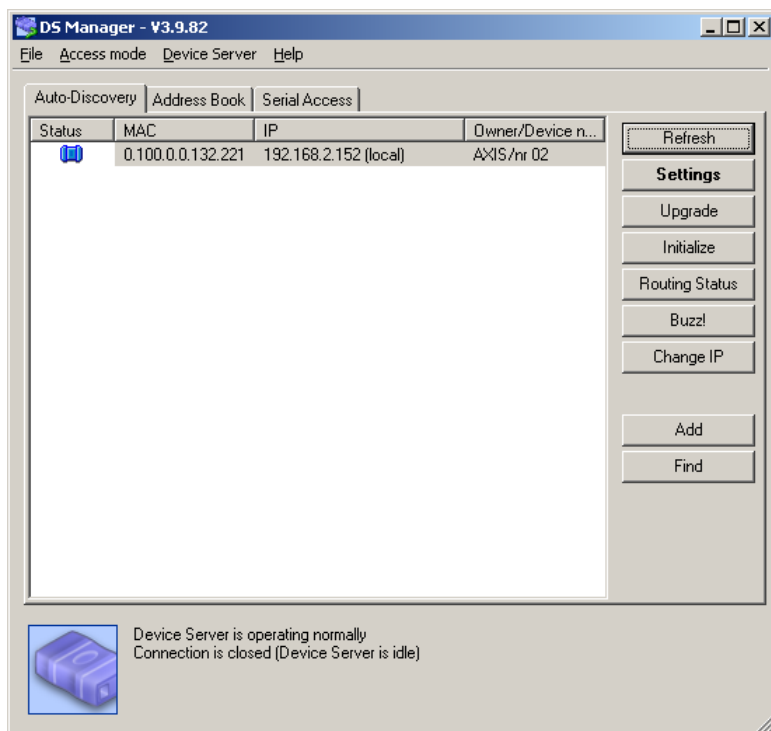 DS Manager - V3.9.82
File Access mode Device Server Help
Auto-Discovery Address Book Serial Access
Status MAC IP Owner/Device n...
0.100.0.0.132.221 192.168.2.152 (local) AXIS/nr 02
Refresh
Settings
Upgrade
Initialize
Routing Status
Buzz!
Change IP
Add
Find
Device Server is operating normally
Connection is closed (Device Server is idle)